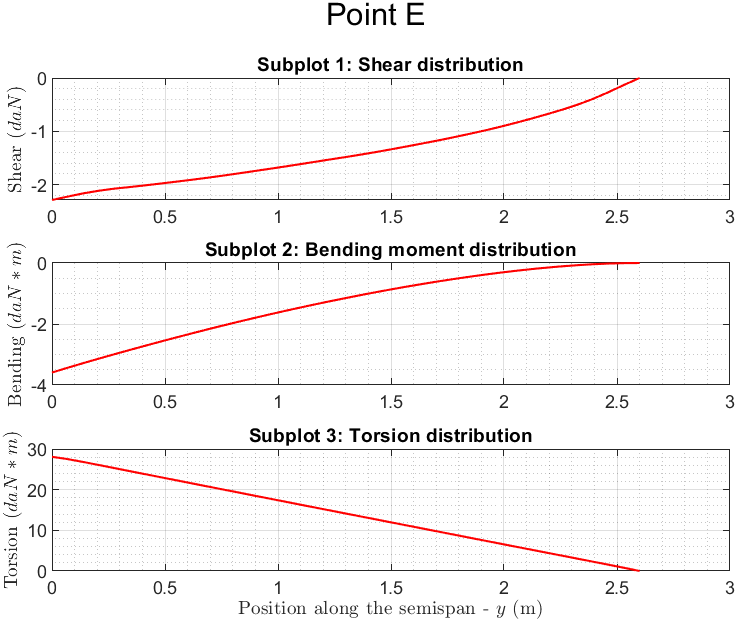 Point E
Subplot 1: Shear distribution
Shear (daN)
0
-1
-2
0 0.5 1 1.5 2 2.5 3
Subplot 2: Bending moment distribution
Bending (daN * m)
0
-2
-4
0 0.5 1 1.5 2 2.5 3
Subplot 3: Torsion distribution
Torsion (daN * m)
30
20
10
0
0 0.5 1 1.5 2 2.5 3
Position along the semispan - y (m)